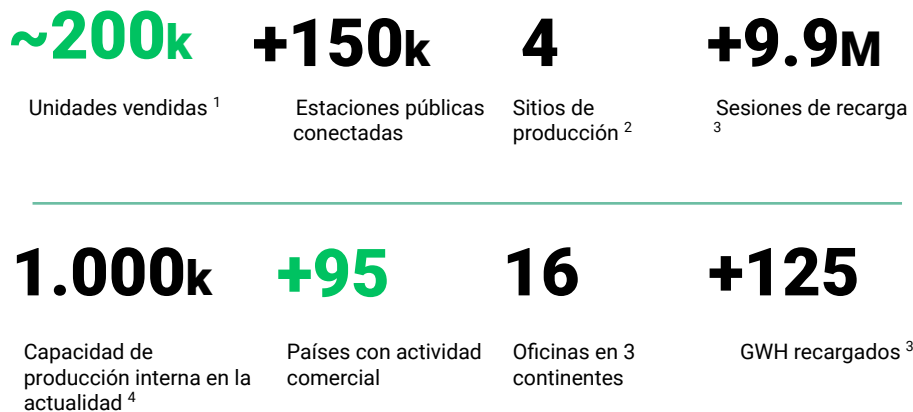 ~200k
Unidades vendidas 1
+150k
Estaciones públicas
conectadas
4
Sitios de
producción 2
+9.9M
Sesiones de recarga
3
1.000k
Capacidad de
producción interna en la
actualidad 4
+95
Países con actividad
comercial
16
Oficinas en 3
continentes
+125
GWH recargados 3